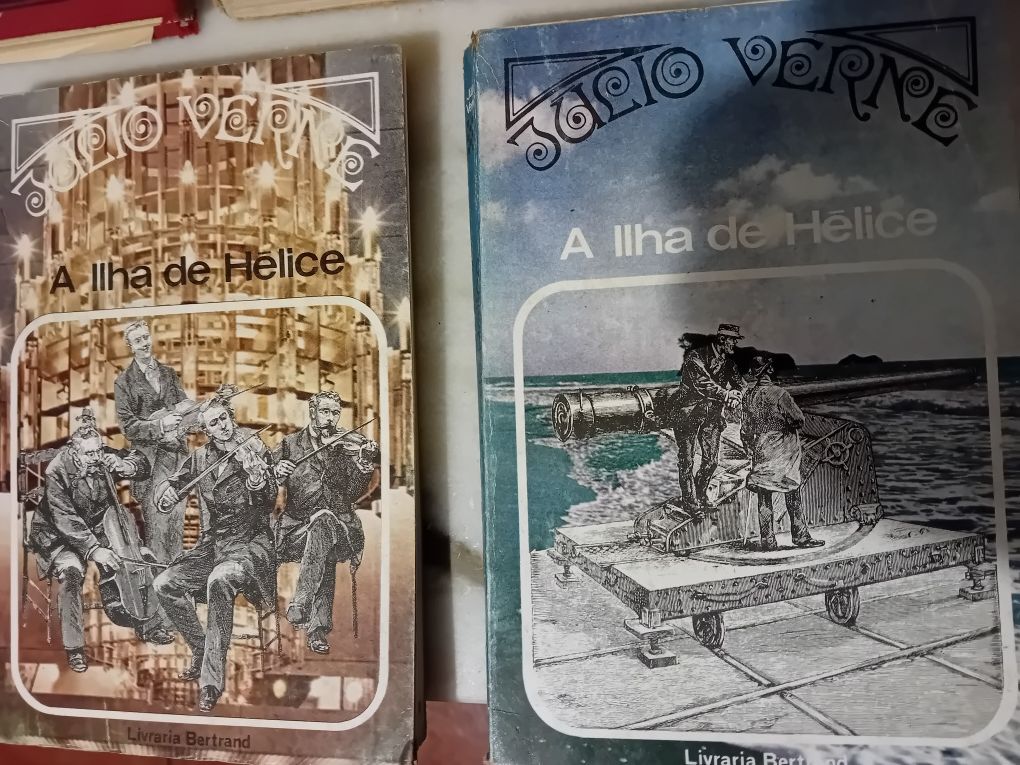 JULIO VERNE
A Ilha de Hélice
Livraria Bertrand
JULIO VERNE
A Ilha de Hélice
Livraria Bertrand